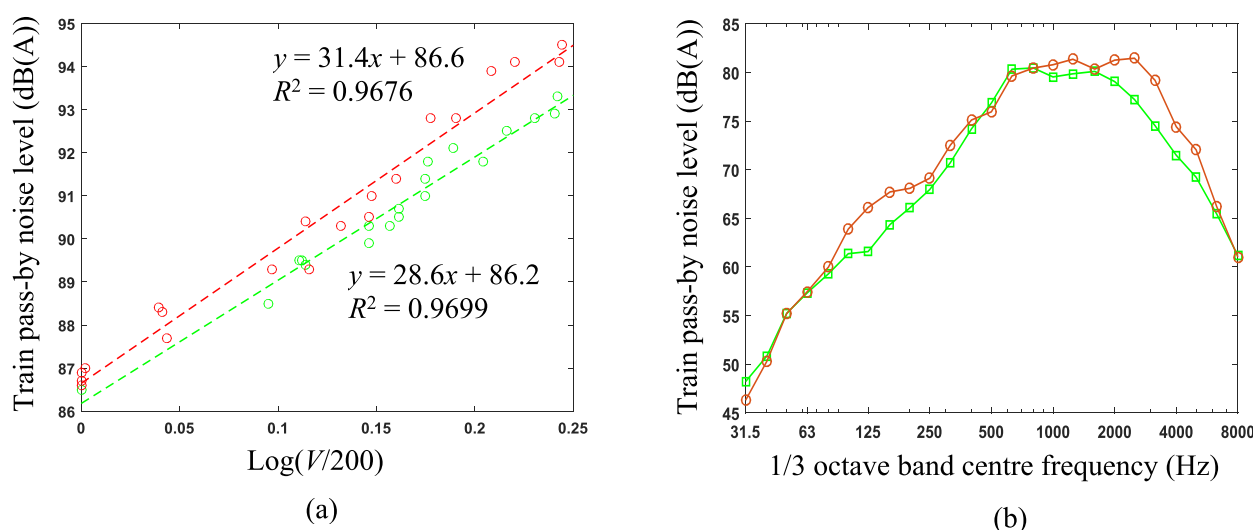 Train pass-by noise level (dB(A))
95
94
93
92
91
90
89
88
87
86
y = 31.4x + 86.6
R² = 0.9676
y = 28.6x + 86.2
R² = 0.9699
0 0.05 0.1 0.15 0.2 0.25
Log(V/200)
(a)
Train pass-by noise level (dB(A))
85
80
75
70
65
60
55
50
45
31.5 63 125 250 500 1000 2000 4000 8000
1/3 octave band centre frequency (Hz)
(b)